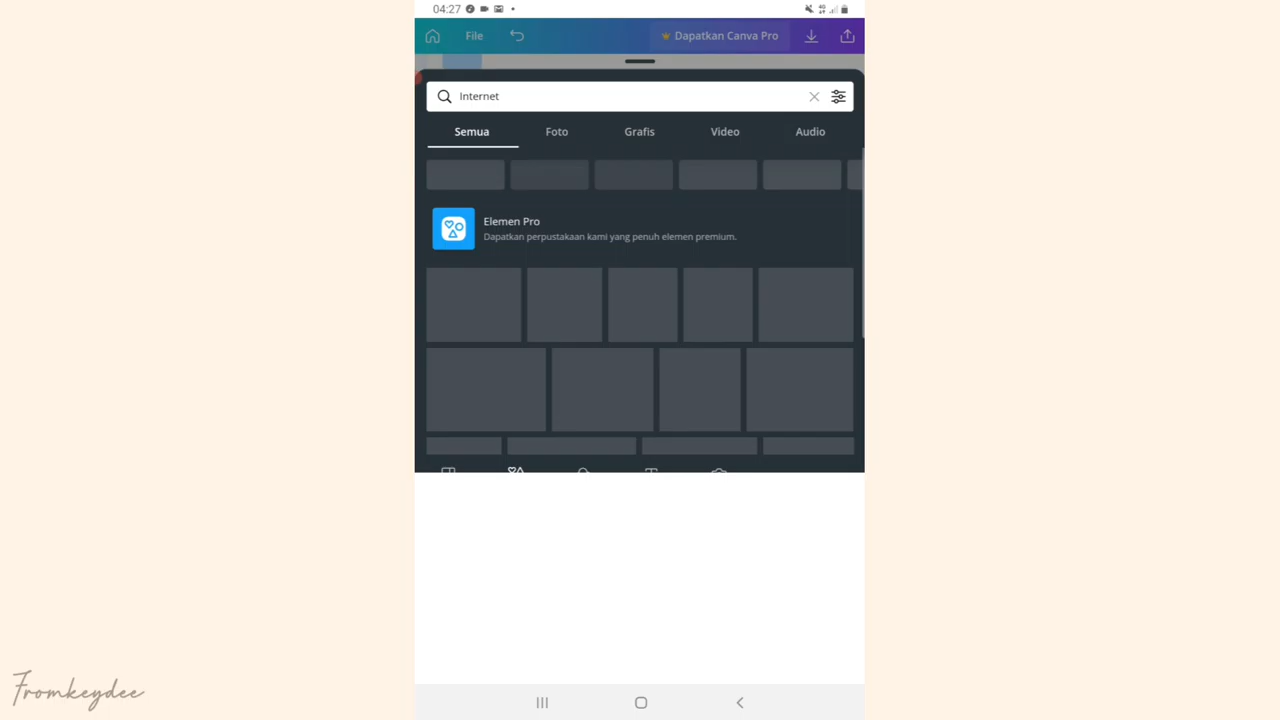 04:27
File
Dapatkan Canva Pro
Internet
Semua Foto Grafis Video Audio
Elemen Pro
Dapatkan perpustakaan kami yang penuh elemen premium.
Fromkeydee